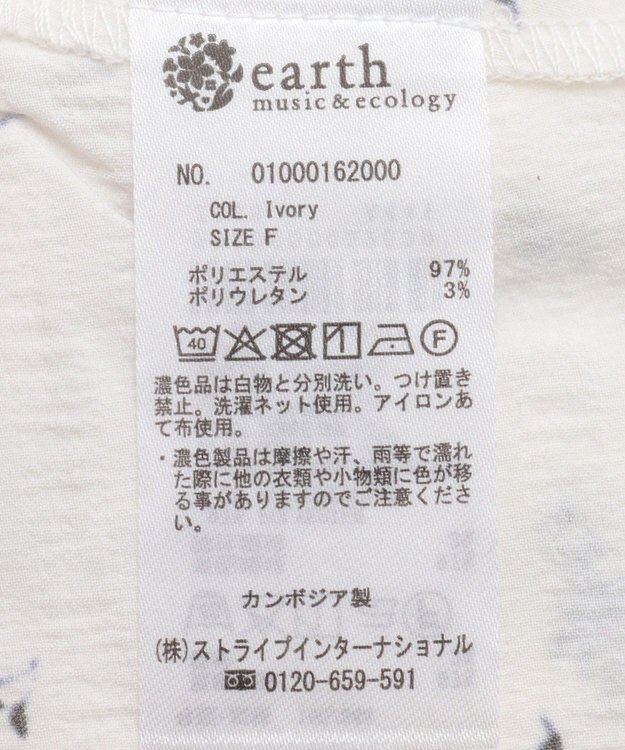 earth
music&ecology
NO. 01000162000
COL. Ivory
SIZE F
ポリエステル 97%
ポリウレタン 3%
40 F
濃色品は白物と分別洗い。つけ置き
禁止。洗濯ネット使用。アイロンあ
て布使用。
・濃色製品は摩擦や汗、雨等で濡れ
た際に他の衣類や小物類に色が移
る事がありますのでご注意くださ
い。
カンボジア製
(株)ストライプインターナショナル
0120-659-591